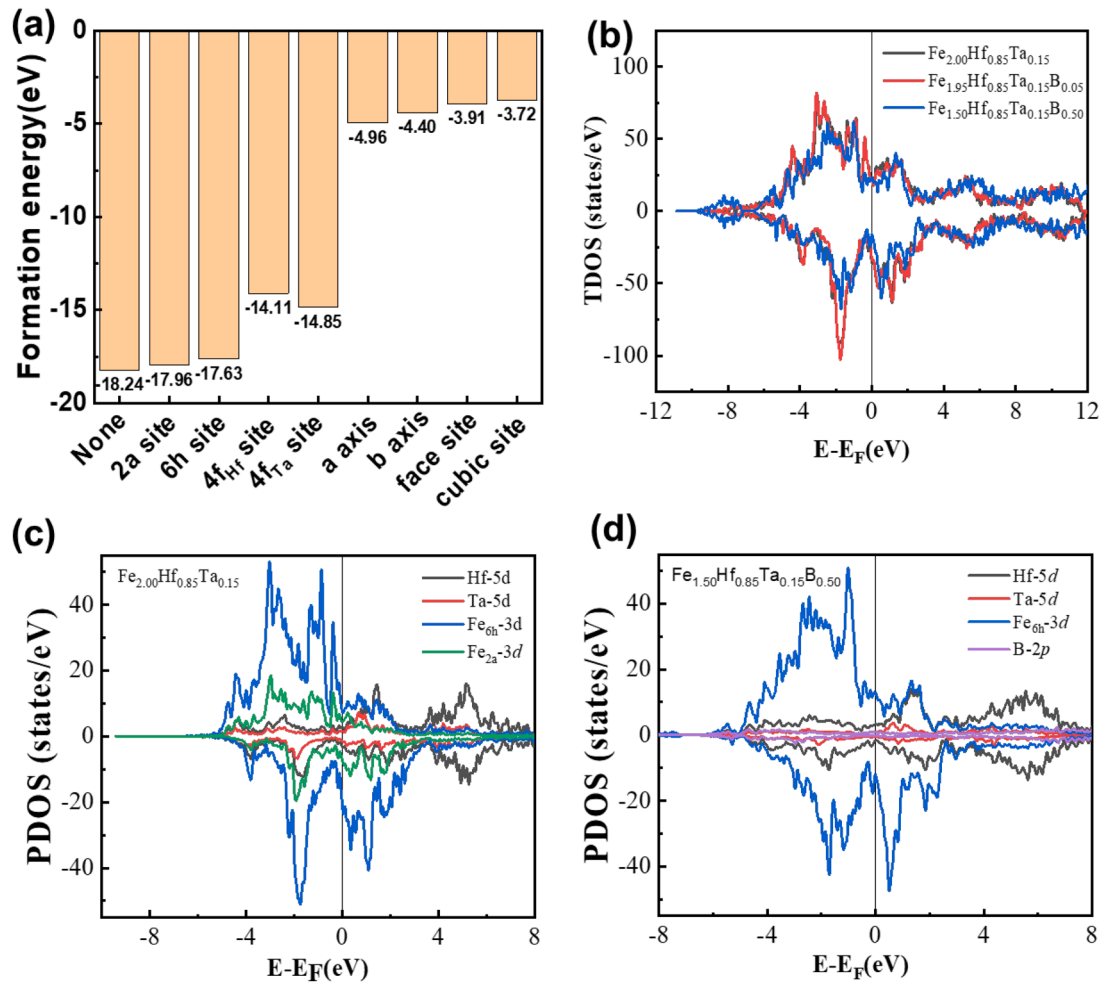 (a)
Formation energy(eV)
0
-5
-10
-15
-20
-18.24
-17.96
-17.63
-14.11
-14.85
-4.96
-4.40
-3.91
-3.72
None
2a site
6h site
4f_Hf site
4f_Ta site
a axis
b axis
face site
cubic site
(b)
TDOS (states/eV)
100
50
0
-50
-100
Fe2.00Hf0.85Ta0.15
Fe1.95Hf0.85Ta0.15B0.05
Fe1.50Hf0.85Ta0.15B0.50
-12
-8
-4
0
4
8
12
E-E_F(eV)
(c)
PDOS (states/eV)
40
20
0
-20
-40
Fe2.00Hf0.85Ta0.15
Hf-5d
Ta-5d
Fe6h-3d
Fe2a-3d
-8
-4
0
4
8
E-EF(eV)
(d)
PDOS (states/eV)
40
20
0
-20
-40
Fe1.50Hf0.85Ta0.15B0.50
Hf-5d
Ta-5d
Fe6h-3d
B-2p
-8
-4
0
4
8
E-E_F(eV)